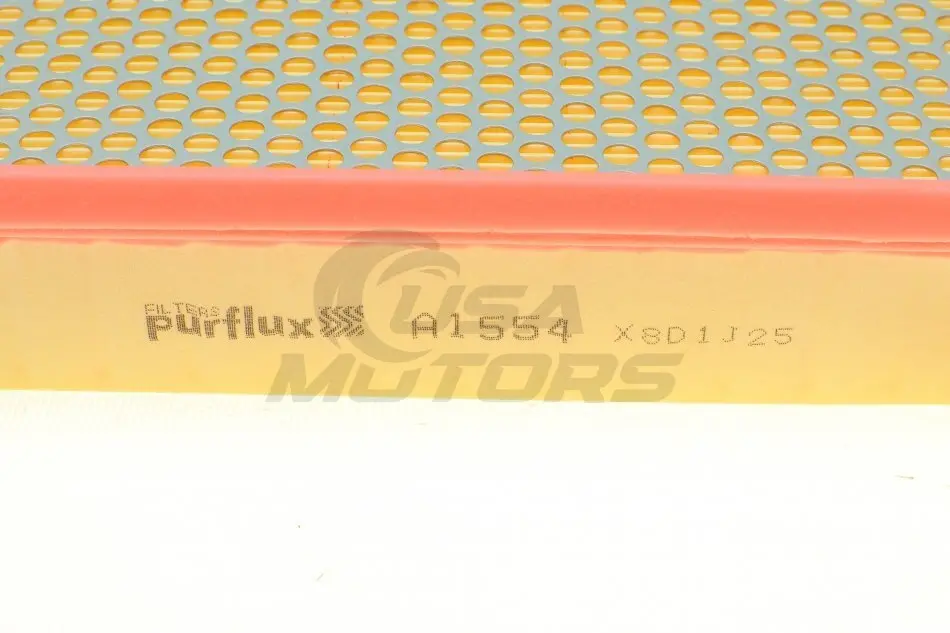 FILTERS
purflux A1554 X8D1J25
USA
MOTORS